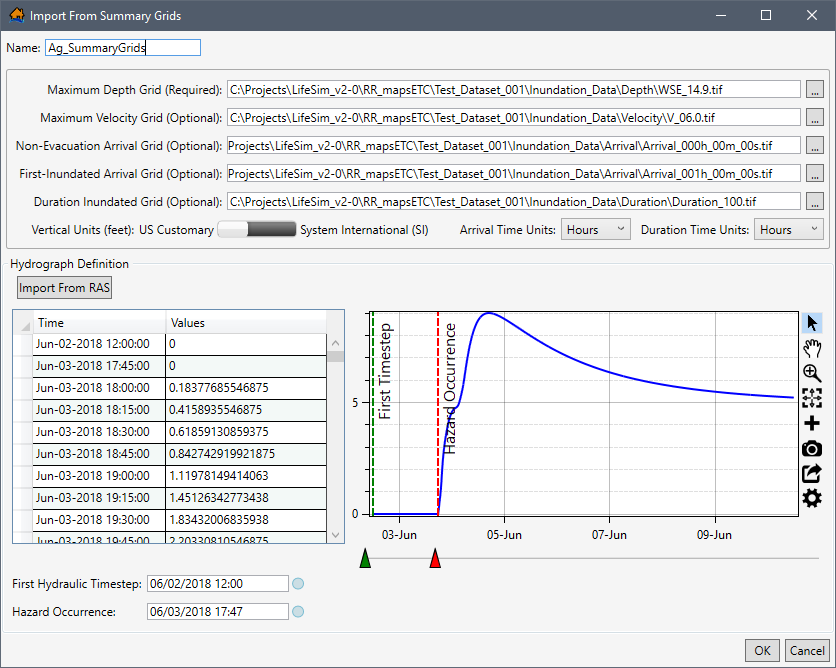 Import From Summary Grids
Name: Ag_SummaryGrids
Maximum Depth Grid (Required): C:\Projects\LifeSim_v2-0\RR_mapsETC\Test_Dataset_001\Inundation_Data\Depth\WSE_14.9.tif ...
Maximum Velocity Grid (Optional): C:\Projects\LifeSim_v2-0\RR_mapsETC\Test_Dataset_001\Inundation_Data\Velocity\V_06.0.tif ...
Non-Evacuation Arrival Grid (Optional): Projects\LifeSim_v2-0\RR_mapsETC\Test_Dataset_001\Inundation_Data\Arrival\Arrival_000h_00m_00s.tif ...
First-Inundated Arrival Grid (Optional): Projects\LifeSim_v2-0\RR_mapsETC\Test_Dataset_001\Inundation_Data\Arrival\Arrival_001h_00m_00s.tif ...
Duration Inundated Grid (Optional): C:\Projects\LifeSim_v2-0\RR_mapsETC\Test_Dataset_001\Inundation_Data\Duration\Duration_100.tif ...
Vertical Units (feet): US Customary System International (SI) Arrival Time Units: Hours Duration Time Units: Hours
Hydrograph Definition
Import From RAS
Time Values
Jun-02-2018 12:00:00 0
Jun-03-2018 17:45:00 0
Jun-03-2018 18:00:00 0.18377685546875
Jun-03-2018 18:15:00 0.4158935546875
Jun-03-2018 18:30:00 0.61859130859375
Jun-03-2018 18:45:00 0.842742919921875
Jun-03-2018 19:00:00 1.11978149414063
Jun-03-2018 19:15:00 1.45126342773438
Jun-03-2018 19:30:00 1.83432006835938
Jun-03-2018 19:45:00 2.20330810546875
First Timestep
Hazard Occurrence
5
0
03-Jun 05-Jun 07-Jun 09-Jun
First Hydraulic Timestep: 06/02/2018 12:00
Hazard Occurrence: 06/03/2018 17:47
OK Cancel